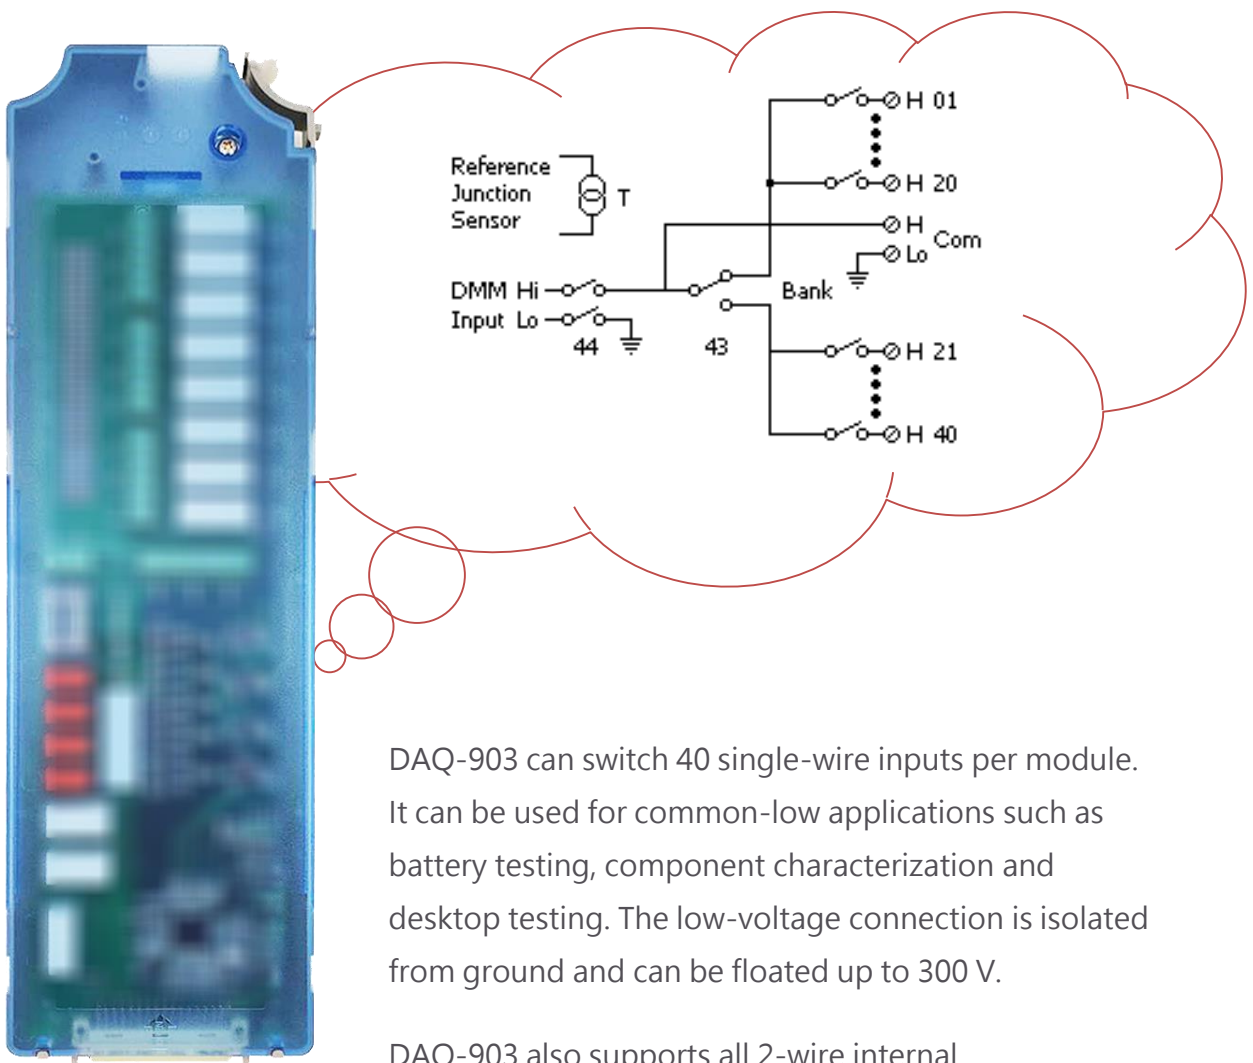 Reference
Junction
Sensor
T
H 01
H 20
H
Lo
Com
DMM Hi
Input Lo
44
43
Bank
H 21
H 40
DAQ-903 can switch 40 single-wire inputs per module.
It can be used for common-low applications such as
battery testing, component characterization and
desktop testing. The low-voltage connection is isolated
from ground and can be floated up to 300 V.
DAQ-903 also supports all 2-wire internal